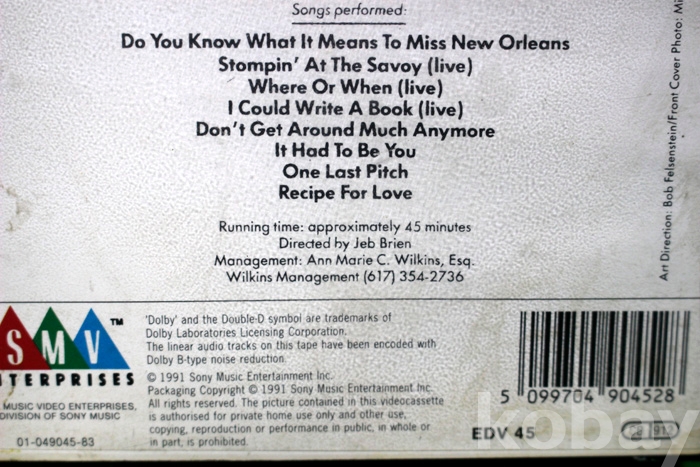 Songs performed:
Do You Know What It Means To Miss New Orleans
Stompin' At The Savoy (live)
Where Or When (live)
I Could Write A Book (live)
Don't Get Around Much Anymore
It Had To Be You
One Last Pitch
Recipe For Love
Running time: approximately 45 minutes
Directed by Jeb Brien
Management: Ann Marie C. Wilkins, Esq.
Wilkins Management (617) 354-2736
Art Direction: Bob Felsenstein/Front Cover Photo: Mi
SMV™
TERPRISES
MUSIC VIDEO ENTERPRISES,
DIVISION OF SONY MUSIC
01-049045-83
'Dolby' and the Double-D symbol are trademarks of
Dolby Laboratories Licensing Corporation.
The linear audio tracks on this tape have been encoded with
Dolby B-type noise reduction.
© 1991 Sony Music Entertainment Inc.
Packaging Copyright © 1991 Sony Music Entertainment Inc.
All rights reserved. The picture contained in this videocassette
is authorised for private home use only and other use,
copying, reproduction or performance in public, in whole or
in part, is prohibited.
5 099704 904528
EDV 45
kobay